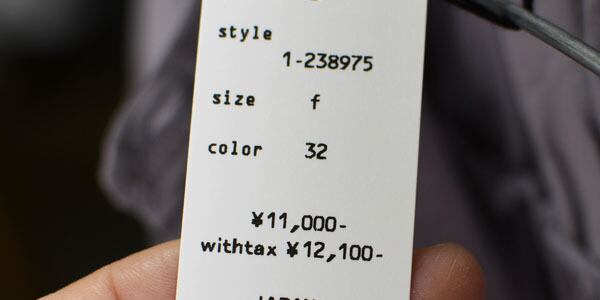 style
1-238975
size f
color 32
¥11,000-
withtax ¥12,100-